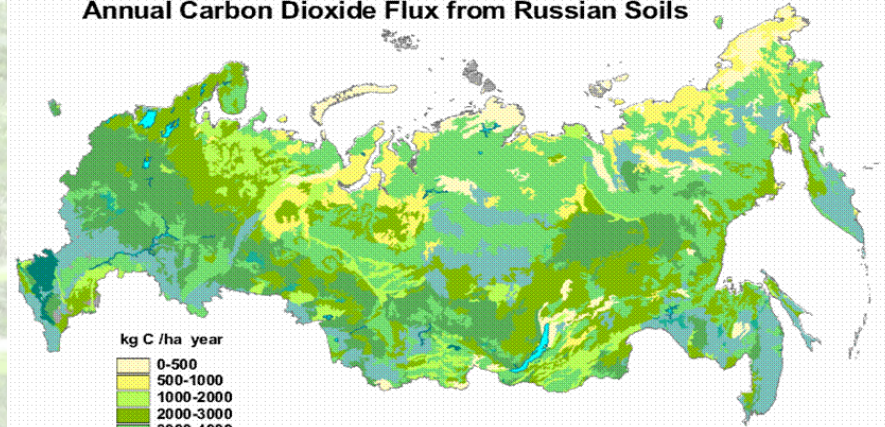 Annual Carbon Dioxide Flux from Russian Soils
kg C /ha year
0-500
500-1000
1000-2000
2000-3000